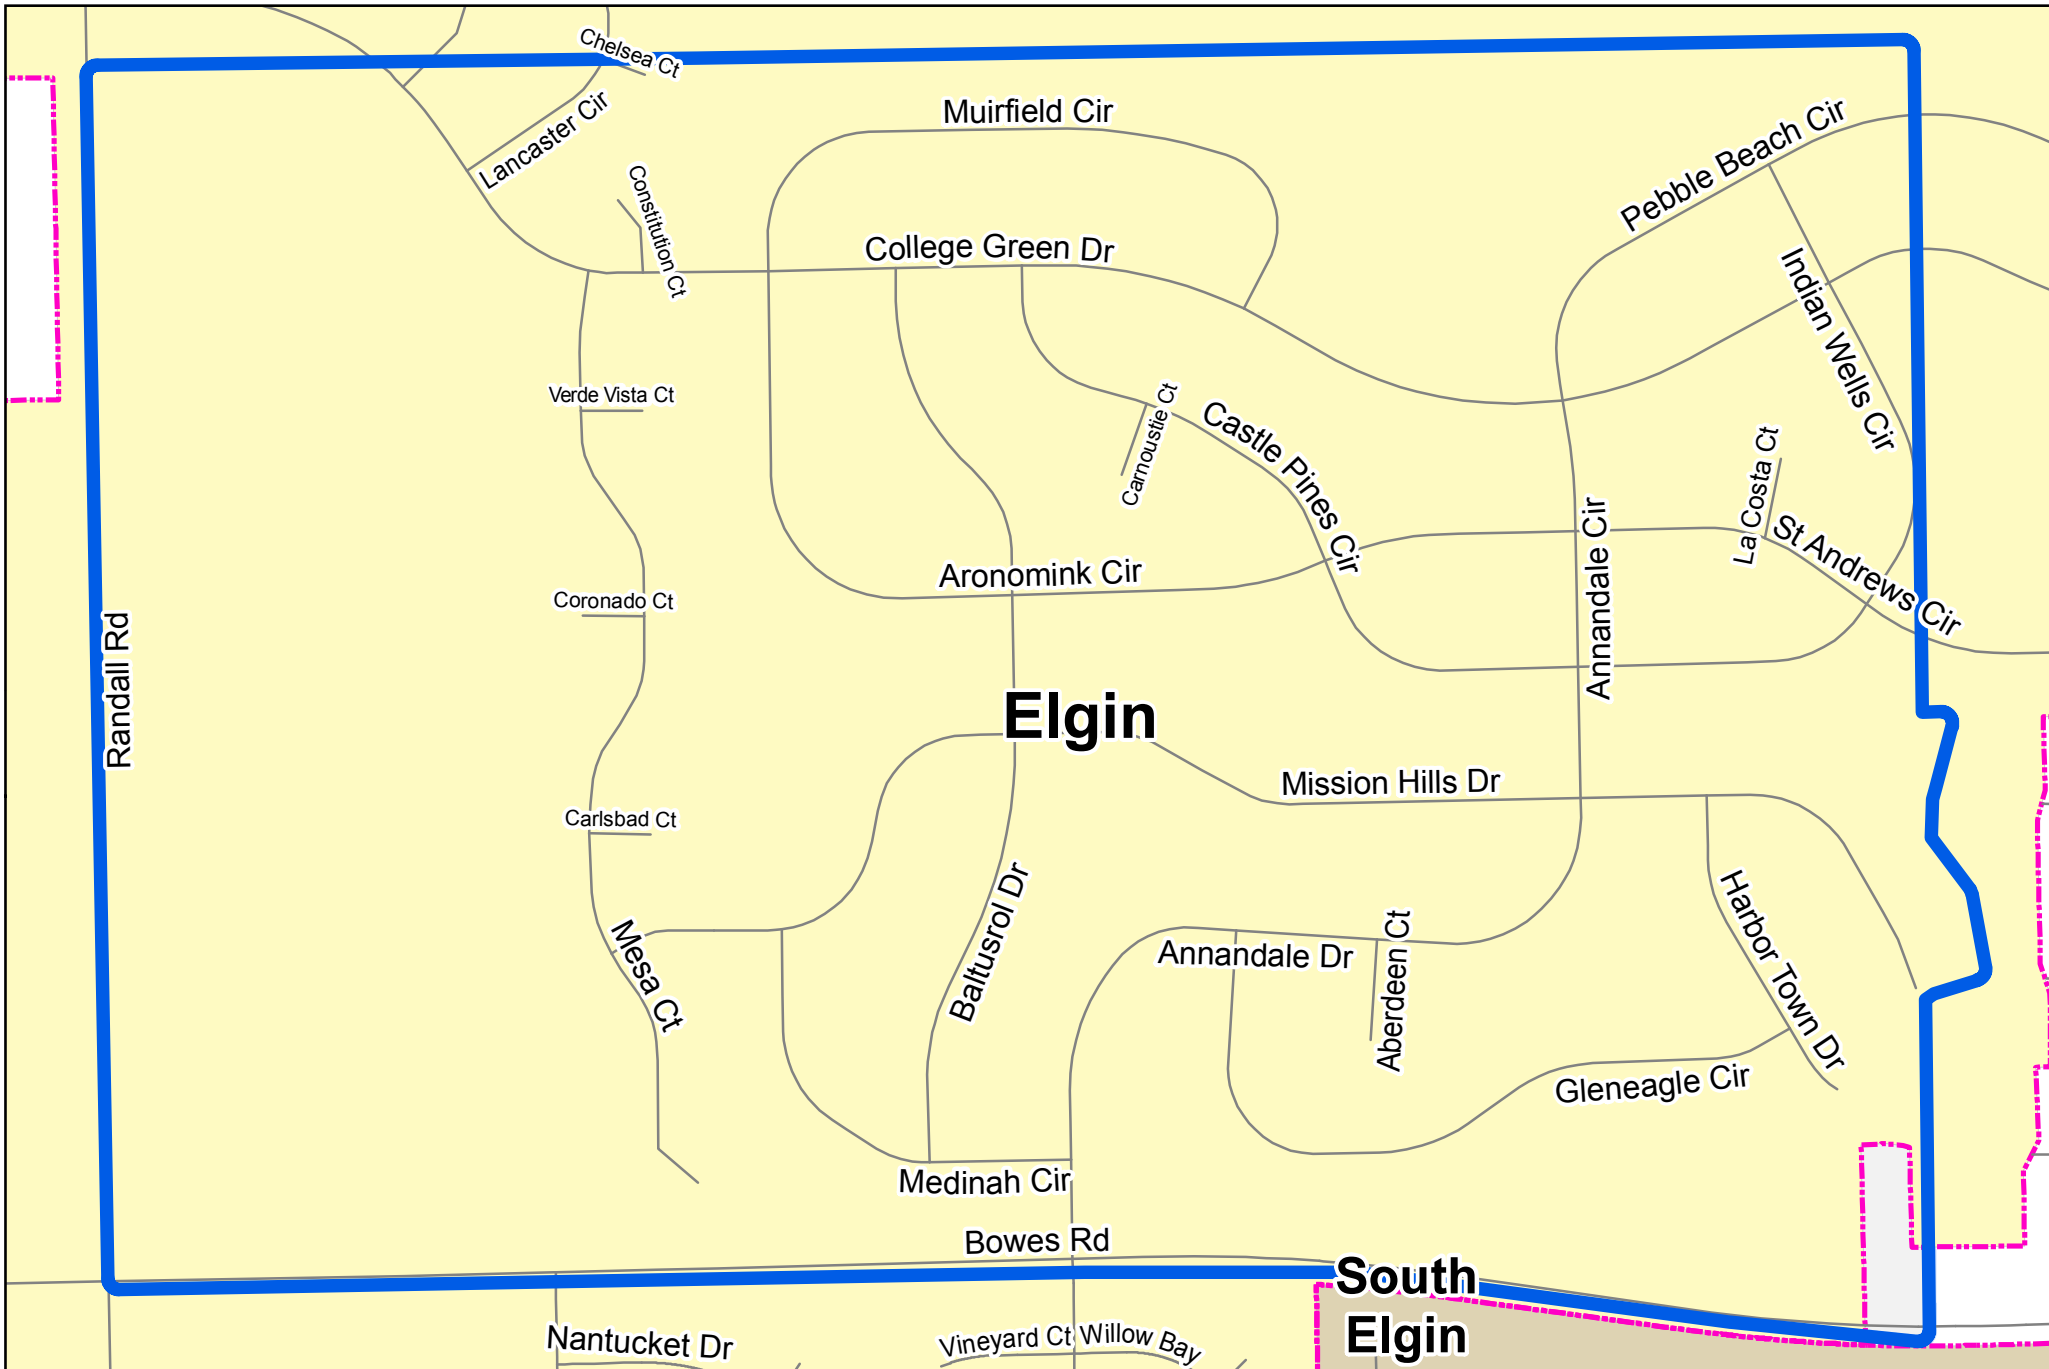 Chelsea Ct
Lancaster Cir
Muirfield Cir
Pebble Beach Cir
Constitution Ct
College Green Dr
Indian Wells Cir
Verde Vista Ct
Carnoustie Ct
Castle Pines Cir
La Costa Ct
St Andrews Cir
Annandale Cir
Aronomink Cir
Coronado Ct
Randall Rd
Elgin
Mission Hills Dr
Carlsbad Ct
Baltusrol Dr
Mesa Ct
Annandale Dr
Aberdeen Ct
Harbor Town Dr
Gleneagle Cir
Medinah Cir
Bowes Rd
South
Elgin
Nantucket Dr
Vineyard Ct
Willow Bay